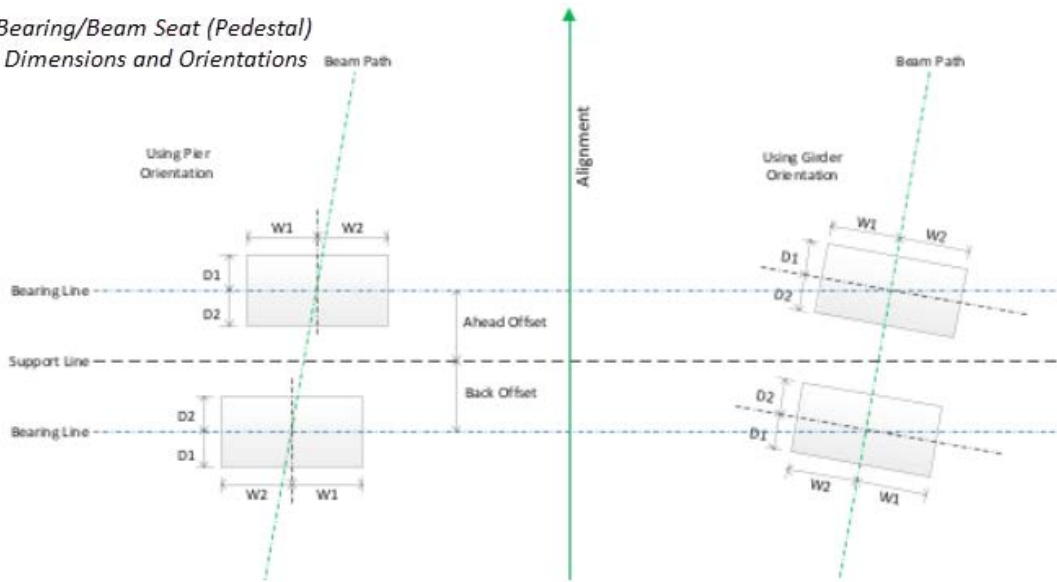 Bearing/Beam Seat (Pedestal)
Dimensions and Orientations
Beam Path
Beam Path
Alignment
Using Pier
Orientation
Using Girder
Orientation
W1
W2
W1
W2
D1
D1
Bearing Line
D2
D2
Ahead Offset
Support Line
Back Offset
D2
D2
Bearing Line
D1
D1
W2
W1
W2
W1